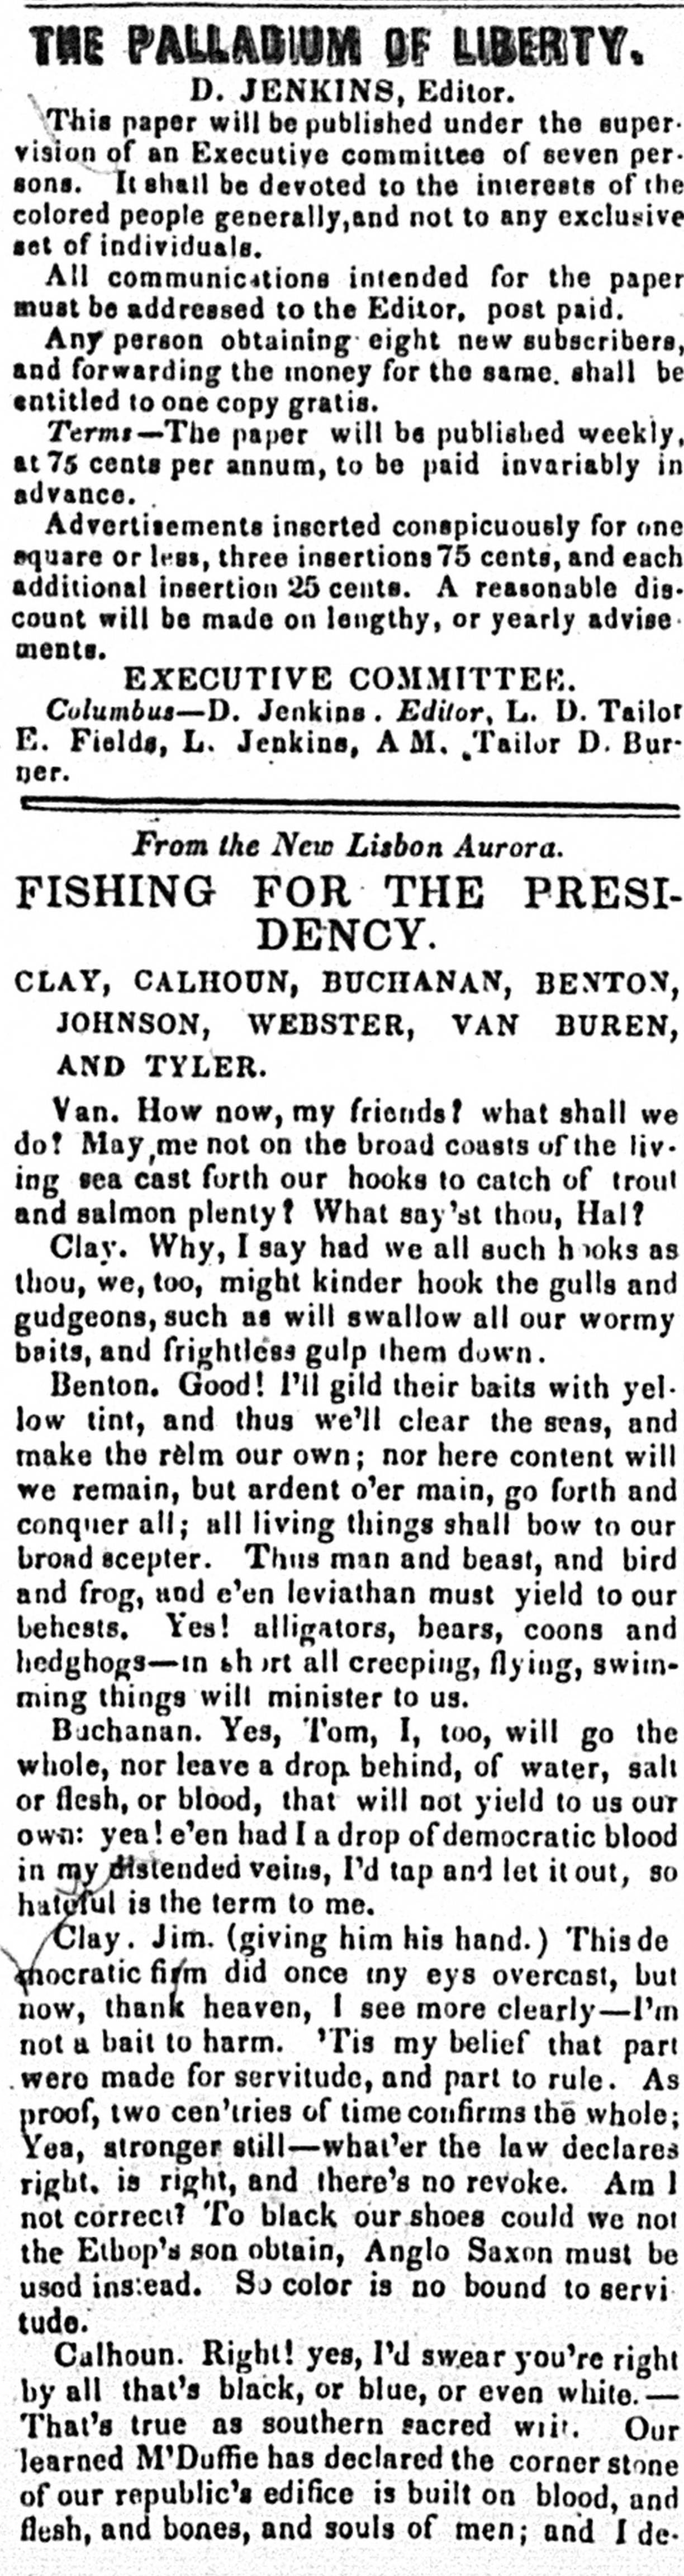 THE PALLADIUM OF LIBERTY.
D. JENKINS, Editor.
This paper will be published under the super-
vision of an Executive committee of seven per-
sons. It shall be devoted to the interests of the
colored people generally,and not to any exclusive
set of individuals.
All communications intended for the paper
must be addressed to the Editor, post paid.
Any person obtaining eight new subscribers,
and forwarding the money for the same. shall be
entitled to one copy gratis.
Terms—The paper will be published weekly,
at 75 cents per annum, to be paid invariably in
advance.
Advertisements inserted conspicuously for one
square or less, three insertions 75 cents, and each
additional insertion 25 cents. A reasonable dis-
count will be made on lengthy, or yearly advise-
ments.
EXECUTIVE COMMITTEE.
Columbus—D. Jenkins. Editor, L. D. Tailor
E. Fields, L. Jenkins, A M. Tailor D. Bur-
ner.
From the New Lisbon Aurora.
FISHING FOR THE PRESI-
DENCY.
CLAY, CALHOUN, BUCHANAN, BENTON,
JOHNSON, WEBSTER, VAN BUREN,
AND TYLER.
Van. How now, my friends? what shall we
do? May,me not on the broad coasts of the liv-
ing sea cast forth our hooks to catch of trout
and salmon plenty? What say'st thou, Hal?
Clay. Why, I say had we all such hooks as
thou, we, too, might kinder hook the gulls and
gudgeons, such as will swallow all our wormy
baits, and frightless gulp them down.
Benton. Good! I'll gild their baits with yel-
low tint, and thus we'll clear the seas, and
make the relm our own; nor here content will
we remain, but ardent o'er main, go forth and
conquer all; all living things shall bow to our
broad scepter. Thus man and beast, and bird
and frog, and e'en leviathan must yield to our
behests. Yes! alligators, bears, coons and
hedghogs—in short all creeping, flying, swim-
ming things will minister to us.
Buchanan. Yes, Tom, I, too, will go the
whole, nor leave a drop behind, of water, salt
or flesh, or blood, that will not yield to us our
own: yea! e'en had I a drop of democratic blood
in my distended veins, I'd tap and let it out, so
hateful is the term to me.
Clay. Jim. (giving him his hand.) This de
mocratic film did once my eys overcast, but
now, thank heaven, I see more clearly—I'm
not a bait to harm. 'Tis my belief that part
were made for servitude, and part to rule. As
proof, two cen'tries of time confirms the whole;
Yea, stronger still—what'er the law declares
right. is right, and there's no revoke. Am I
not correct? To black our shoes could we not
the Ethop's son obtain, Anglo Saxon must be
used instead. So color is no bound to servi
tude.
Calhoun. Right! yes, I'd swear you're right
by all that's black, or blue, or even white.—
That's true as southern sacred writ. Our
learned M'Duffie has declared the corner stone
of our republic's edifice is built on blood, and
flesh, and bones, and souls of men; and I de-